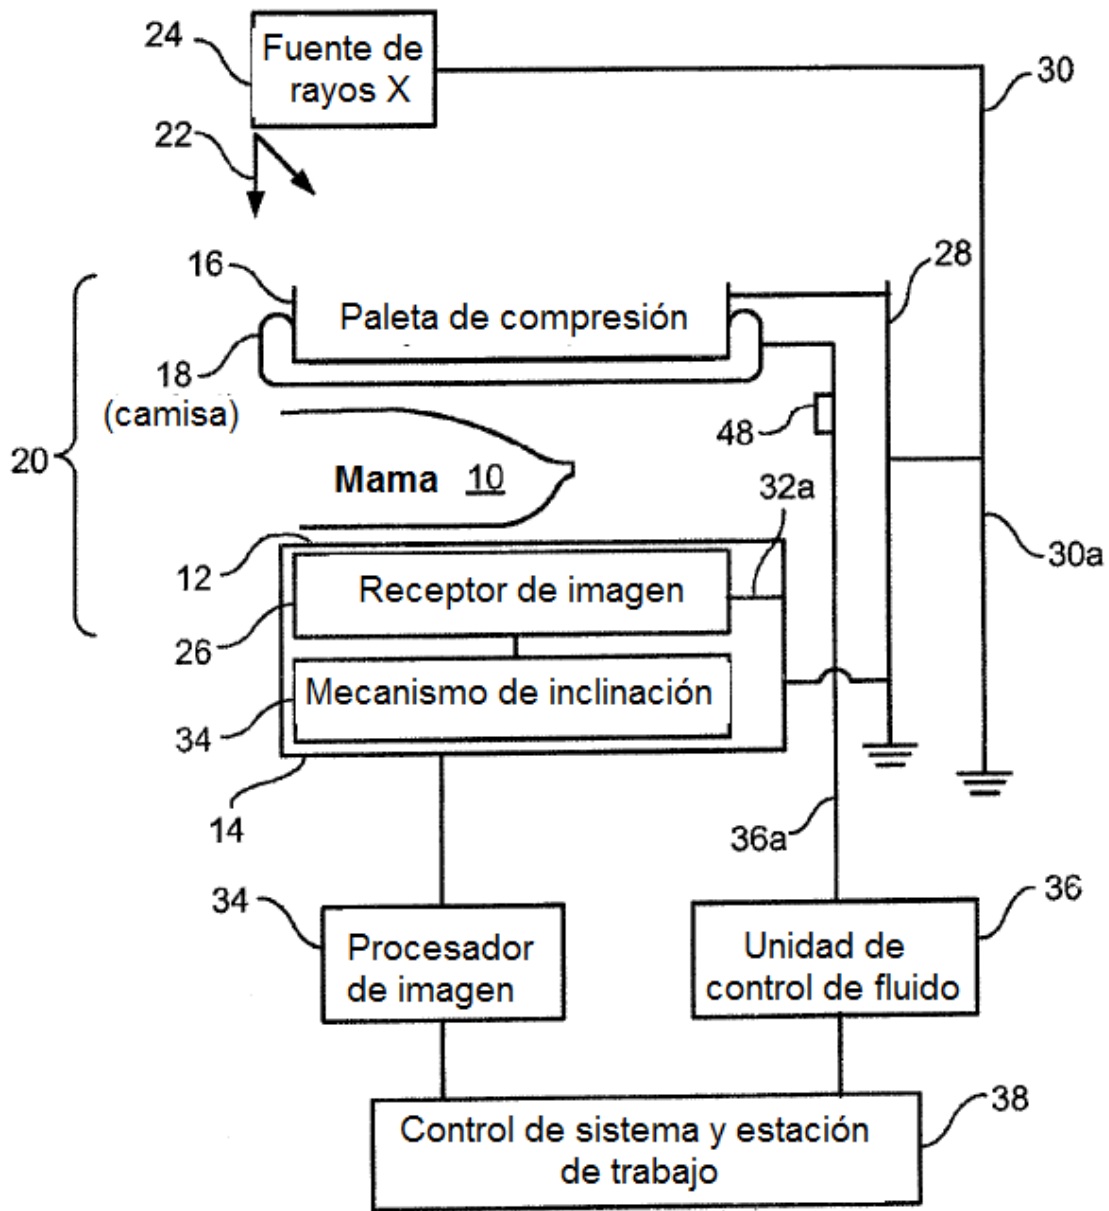 24
Fuente de
rayos X
30
22
16
28
Paleta de compresión
18
(camisa)
48
20
Mama 10
32a
12
30a
Receptor de imagen
26
Mecanismo de inclinación
34
14
36a
34
36
Procesador
de imagen
Unidad de
control de fluido
38
Control de sistema y estación
de trabajo